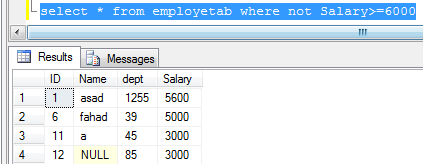 select * from employetab where not Salary>=6000
Results Messages
ID Name dept Salary
1 1 asad 1255 5600
2 6 fahad 39 5000
3 11 a 45 3000
4 12 NULL 85 3000